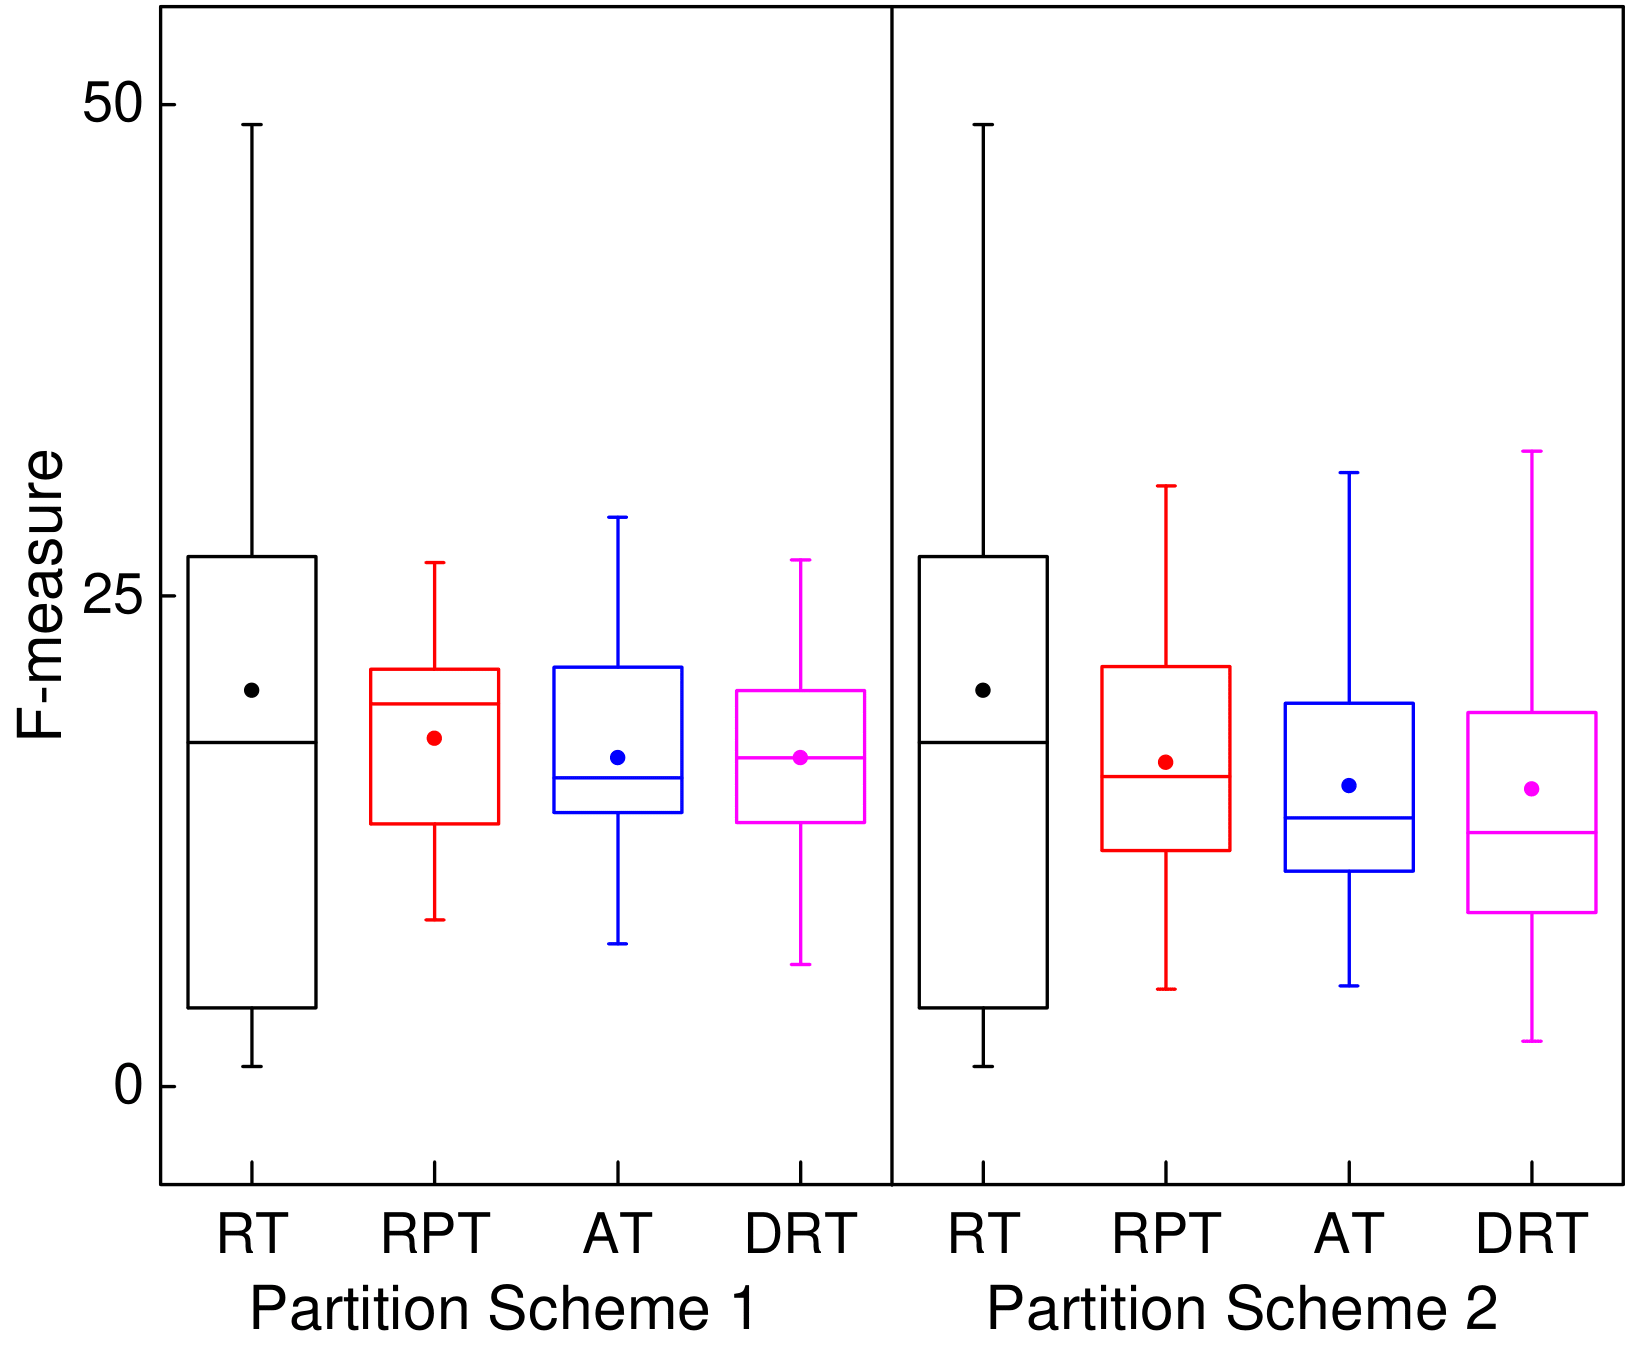 F-measure
50
25
0
RT RPT AT DRT RT RPT AT DRT
Partition Scheme 1 Partition Scheme 2